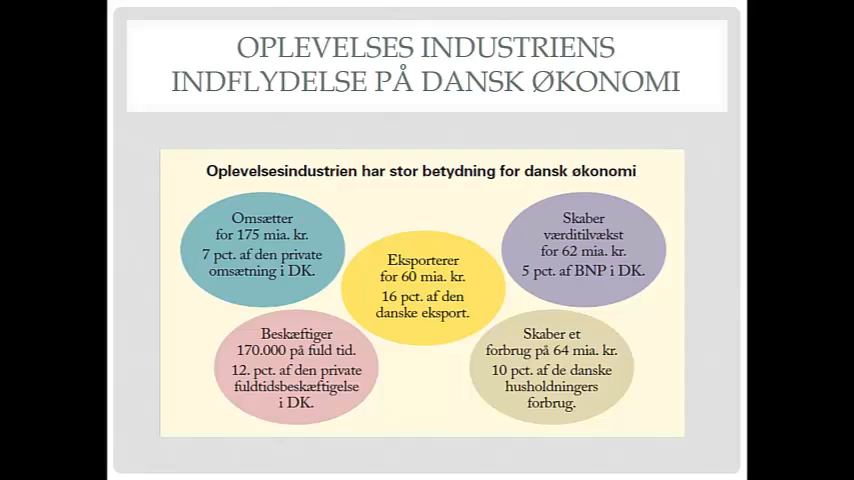 OPLEVELSES INDUSTRIENS
INDFLYDELSE PÅ DANSK ØKONOMI
Oplevelsesindustrien har stor betydning for dansk økonomi
Omsætter
for 175 mia. kr.
7 pct. af den private
omsætning i DK.
Eksporterer
for 60 mia. kr.
16 pct. af den
danske eksport.
Skaber
værditilvækst
for 62 mia. kr.
5 pct. af BNP i DK.
Beskæftiger
170.000 på fuld tid.
12. pct. af den private
fuldtidsbeskæftigelse
i DK.
Skaber et
forbrug på 64 mia. kr.
10 pct. af de danske
husholdningers
forbrug.